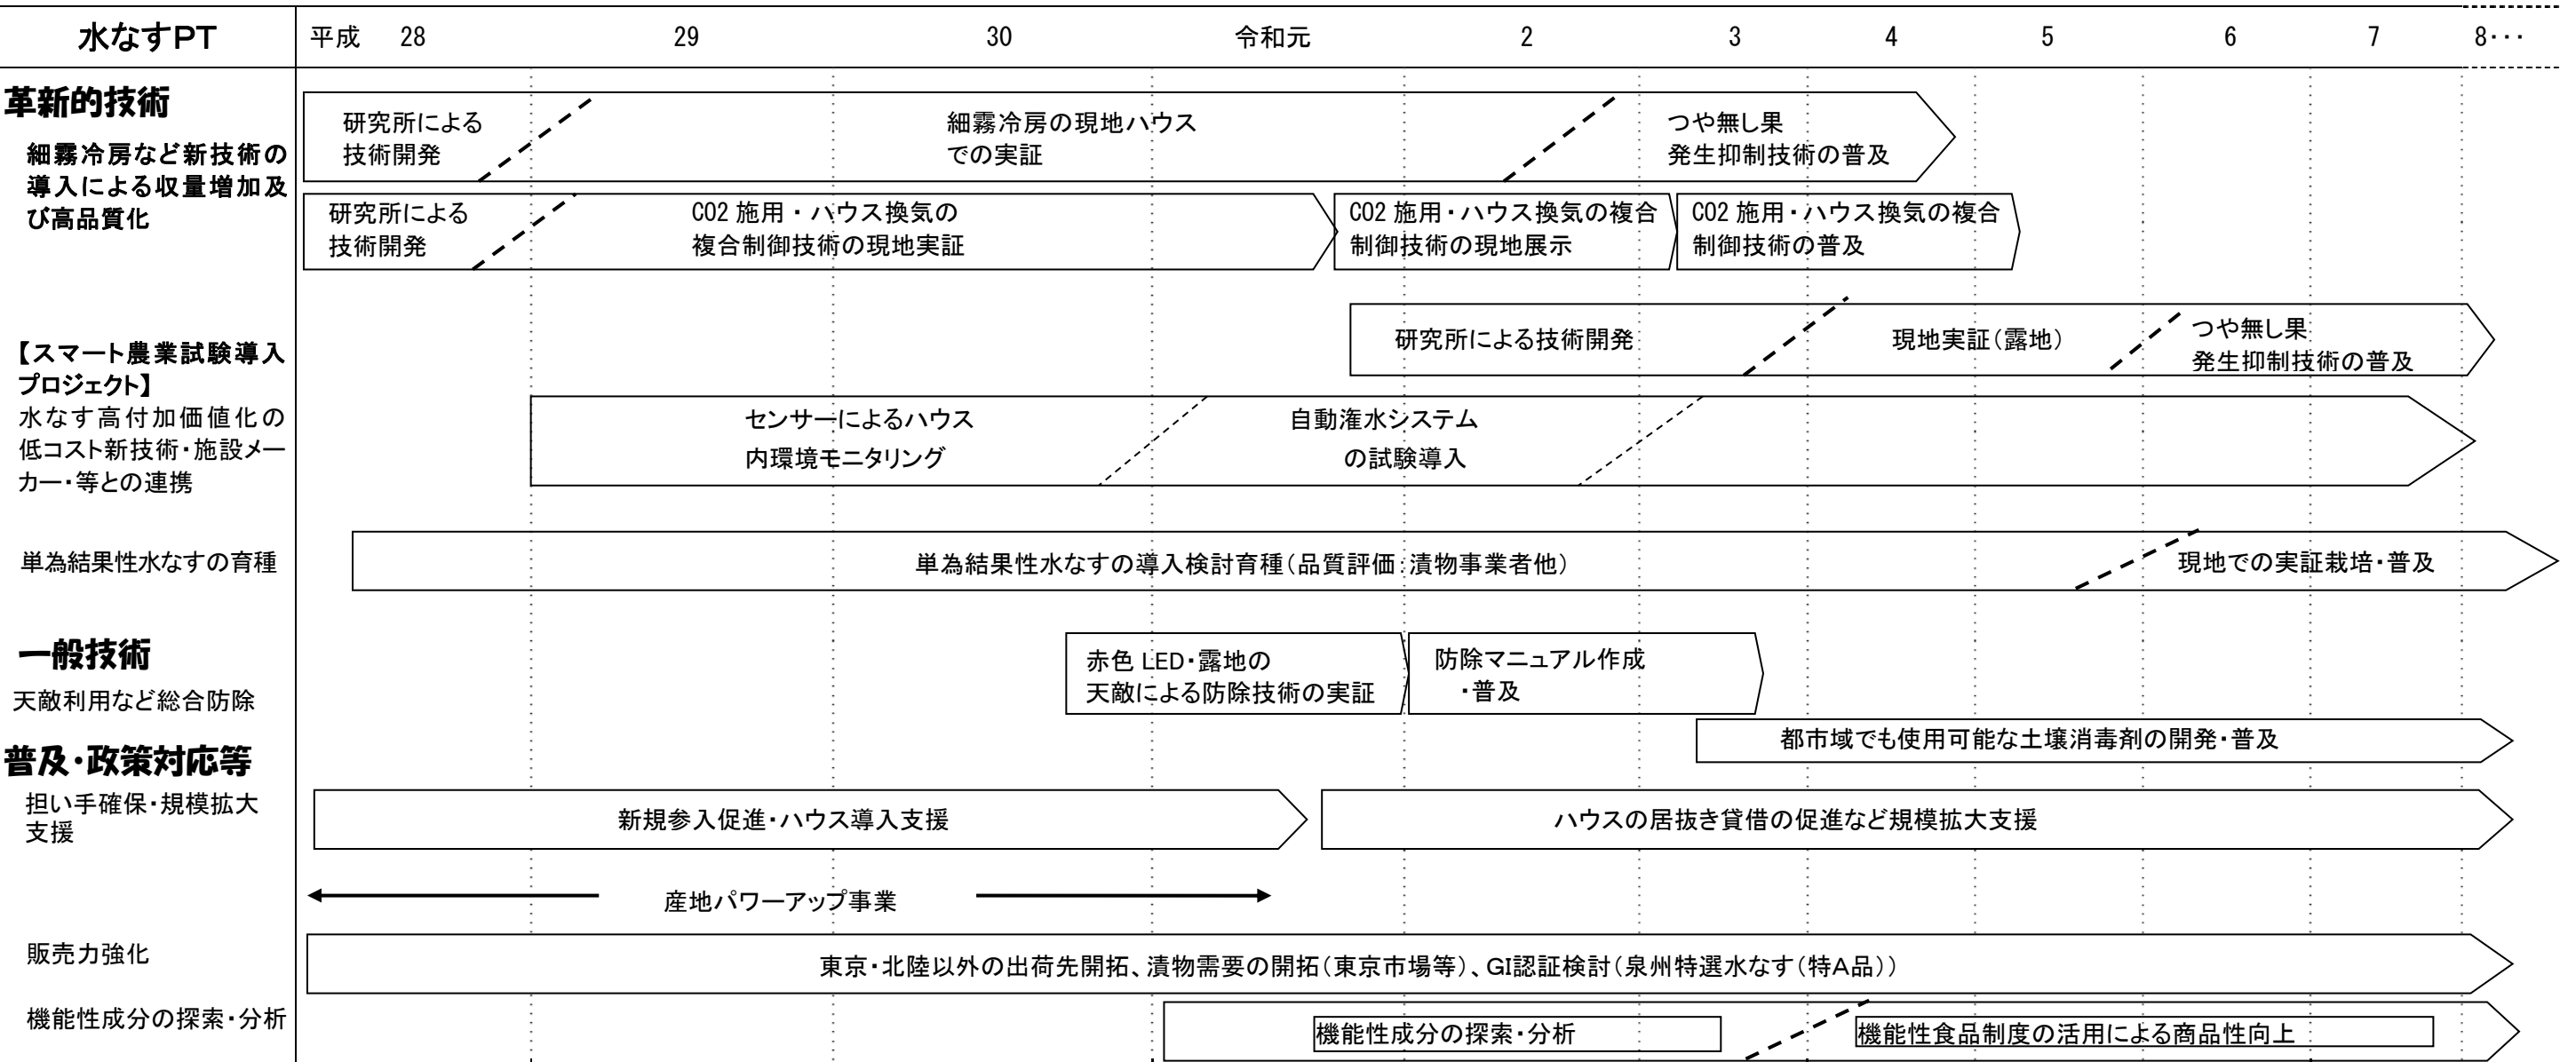 水なすPT
平成 28 29 30 令和元 2 3 4 5 6 7 8・・・
革新的技術
細霧冷房など新技術の
導入による収量増加及
び高品質化
研究所による
技術開発
細霧冷房の現地ハウス
での実証
つや無し果
発生抑制技術の普及
研究所による
技術開発
CO2 施用・ハウス換気の
複合制御技術の現地実証
CO2 施用・ハウス換気の複合
制御技術の現地展示
CO2 施用・ハウス換気の複合
制御技術の普及
研究所による技術開発
現地実証（露地）
つや無し果
発生抑制技術の普及
【スマート農業試験導入
プロジェクト】
水なす高付加価値化の
低コスト新技術・施設メー
カー・等との連携
センサーによるハウス
内環境モニタリング
自動潅水システム
の試験導入
単為結果性水なすの育種
単為結果性水なすの導入検討育種（品質評価：漬物事業者他）
現地での実証栽培・普及
一般技術
天敵利用など総合防除
赤色 LED・露地の
天敵による防除技術の実証
防除マニュアル作成
・普及
都市域でも使用可能な土壌消毒剤の開発・普及
普及・政策対応等
担い手確保・規模拡大
支援
新規参入促進・ハウス導入支援
ハウスの居抜き貸借の促進など規模拡大支援
産地パワーアップ事業
販売力強化
東京・北陸以外の出荷先開拓、漬物需要の開拓（東京市場等）、GI認証検討（泉州特選水なす（特A品））
機能性成分の探索・分析
機能性成分の探索・分析
機能性食品制度の活用による商品性向上